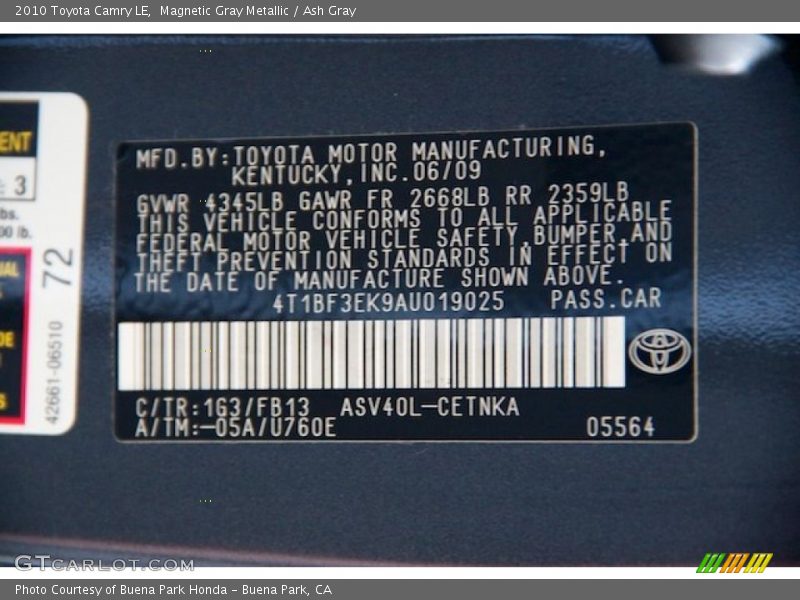 2010 Toyota Camry LE, Magnetic Gray Metallic / Ash Gray
MFD.BY:TOYOTA MOTOR MANUFACTURING,
KENTUCKY,INC.06/09
GVWR 4345LB GAWR FR 2668LB RR 2359LB
THIS VEHICLE CONFORMS TO ALL APPLICABLE
FEDERAL MOTOR VEHICLE SAFETY,BUMPER,AND
THEFT PREVENTION STANDARDS IN EFFECT ON
THE DATE OF MANUFACTURE SHOWN ABOVE.
4T1BF3EK9AU019025 PASS.CAR
C/TR:1G3/FB13 ASV40L-CETNKA
A/TM:-05A/U760E 05564
3
lb.
72
42661-06510
GTCARLOT.COM
Photo Courtesy of Buena Park Honda - Buena Park, CA